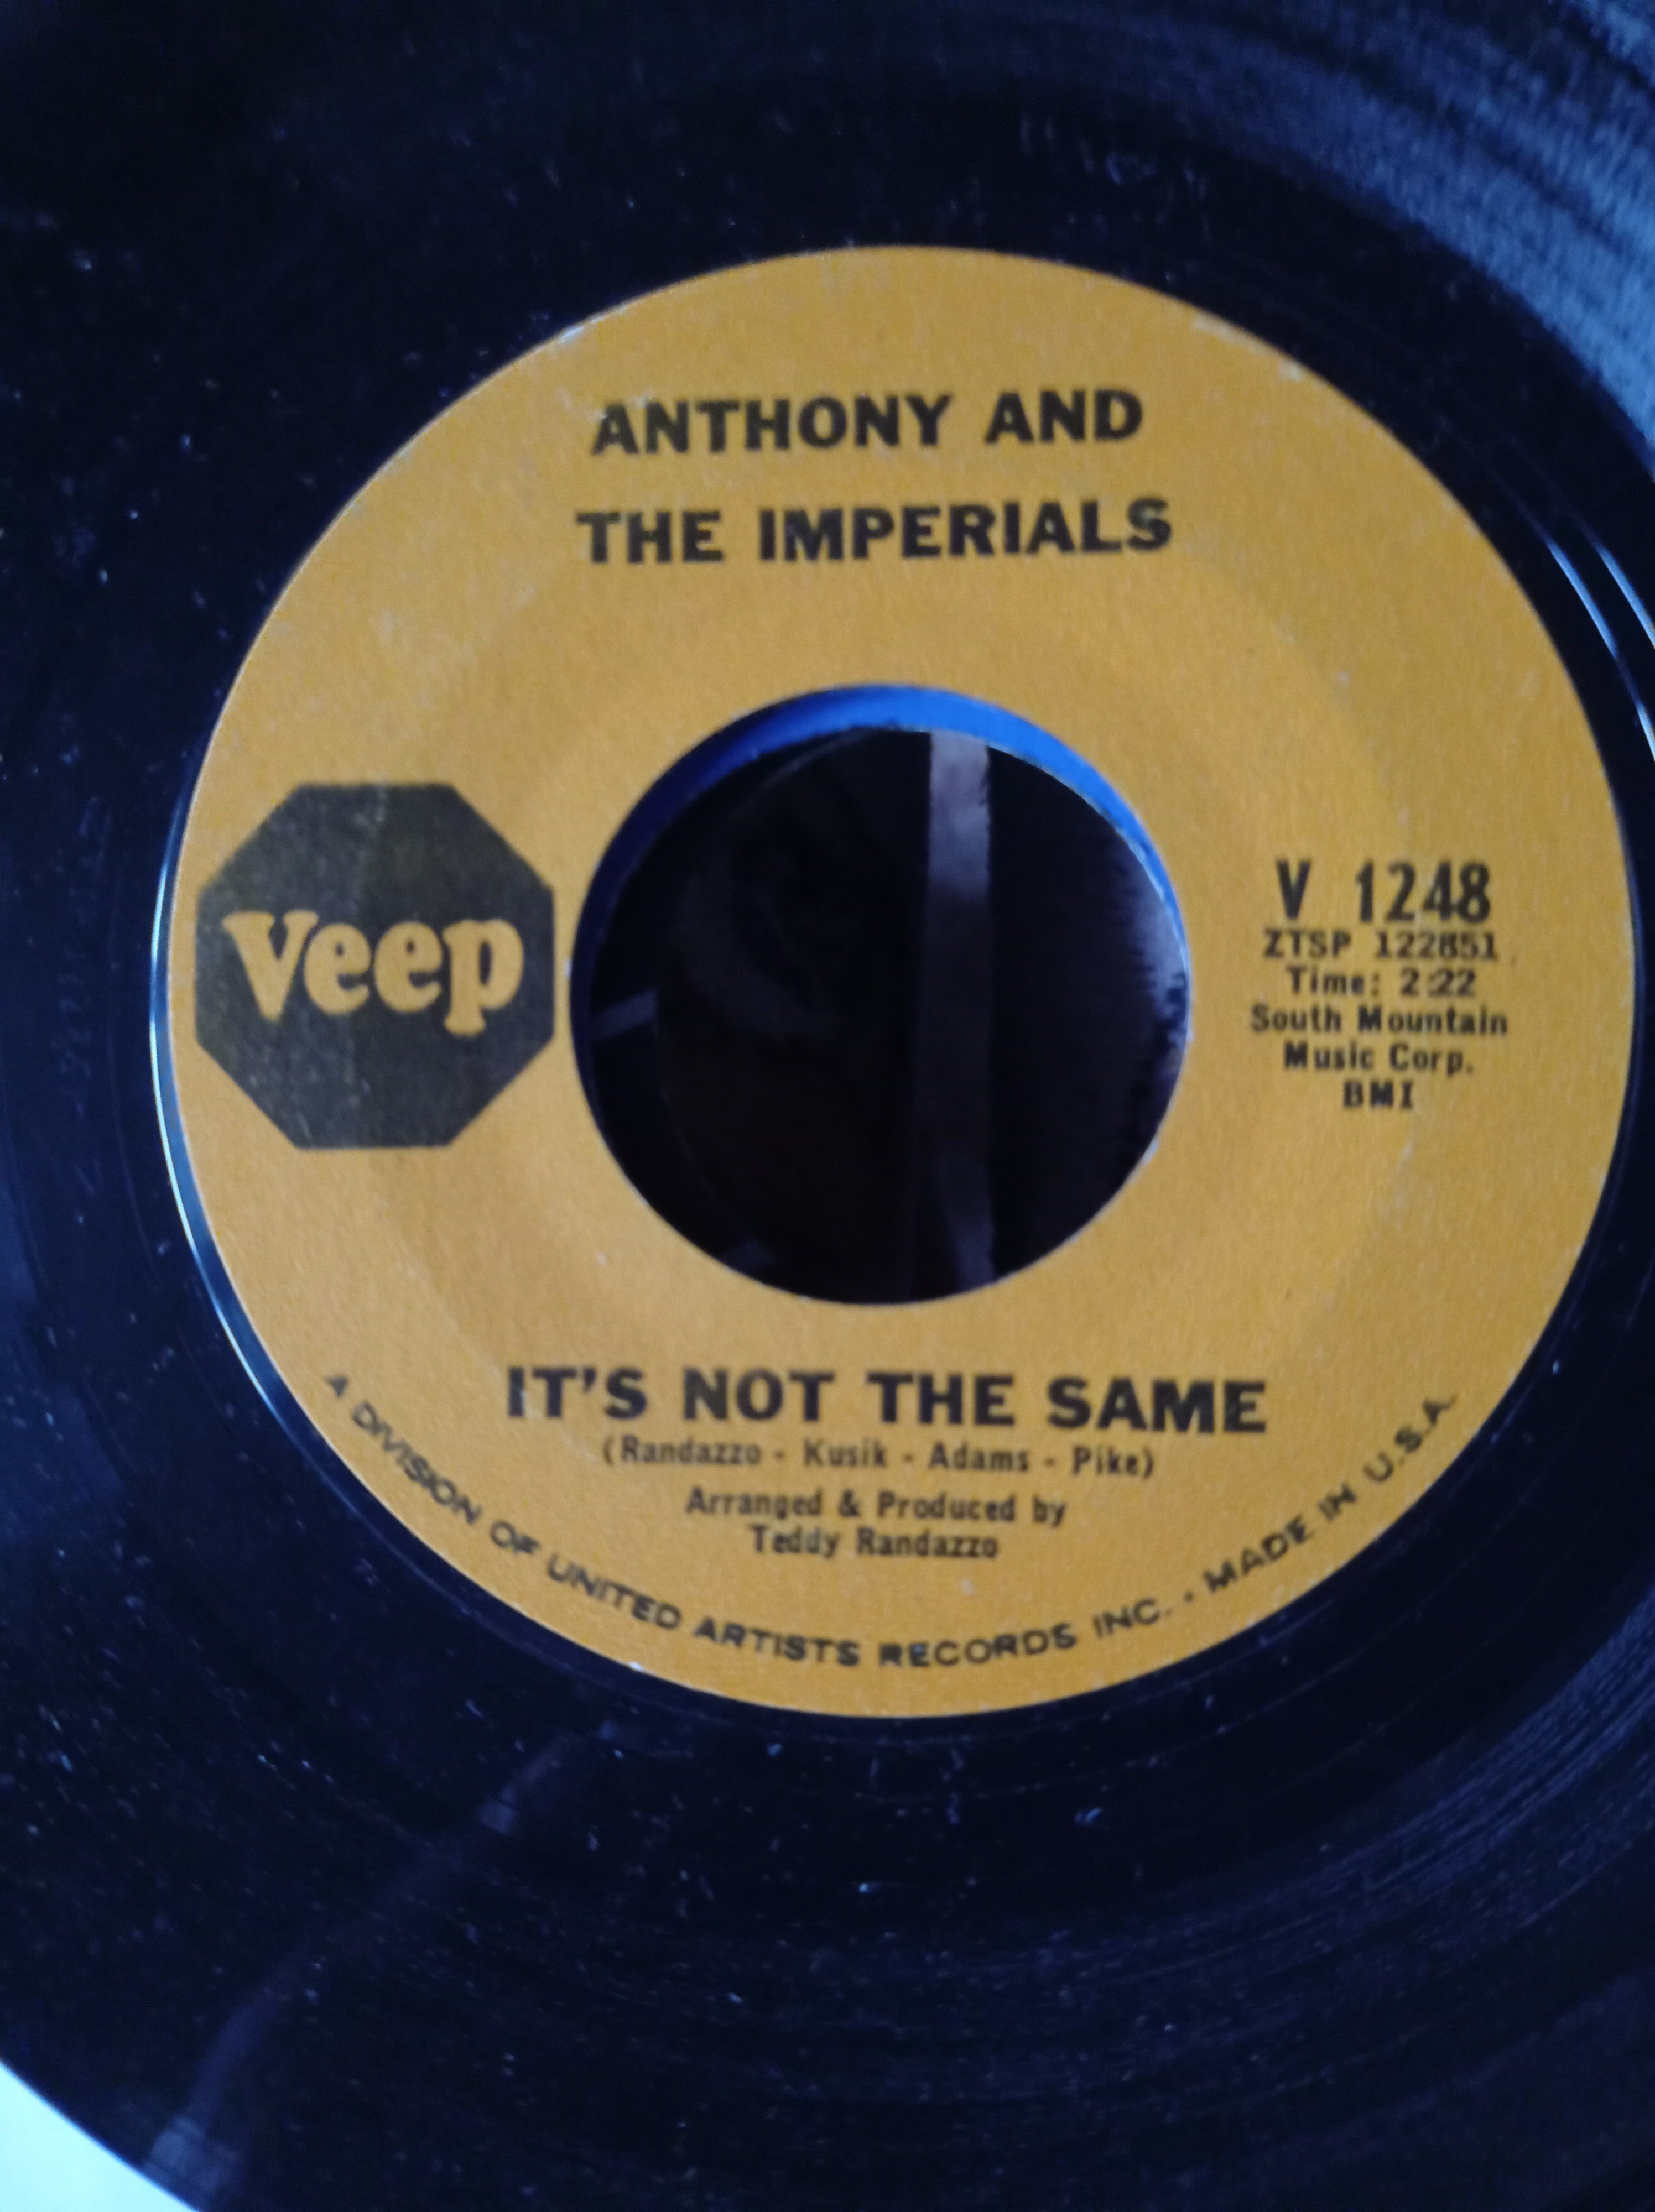 ANTHONY AND
THE IMPERIALS
Veep
V 1248
ZTSP 122851
Time: 2:22
South Mountain
Music Corp.
BMI
IT'S NOT THE SAME
(Randazzo - Kusik - Adams - Pike)
Arranged & Produced by
Teddy Randazzo
A DIVISION OF UNITED ARTISTS RECORDS INC. • MADE IN U.S.A.